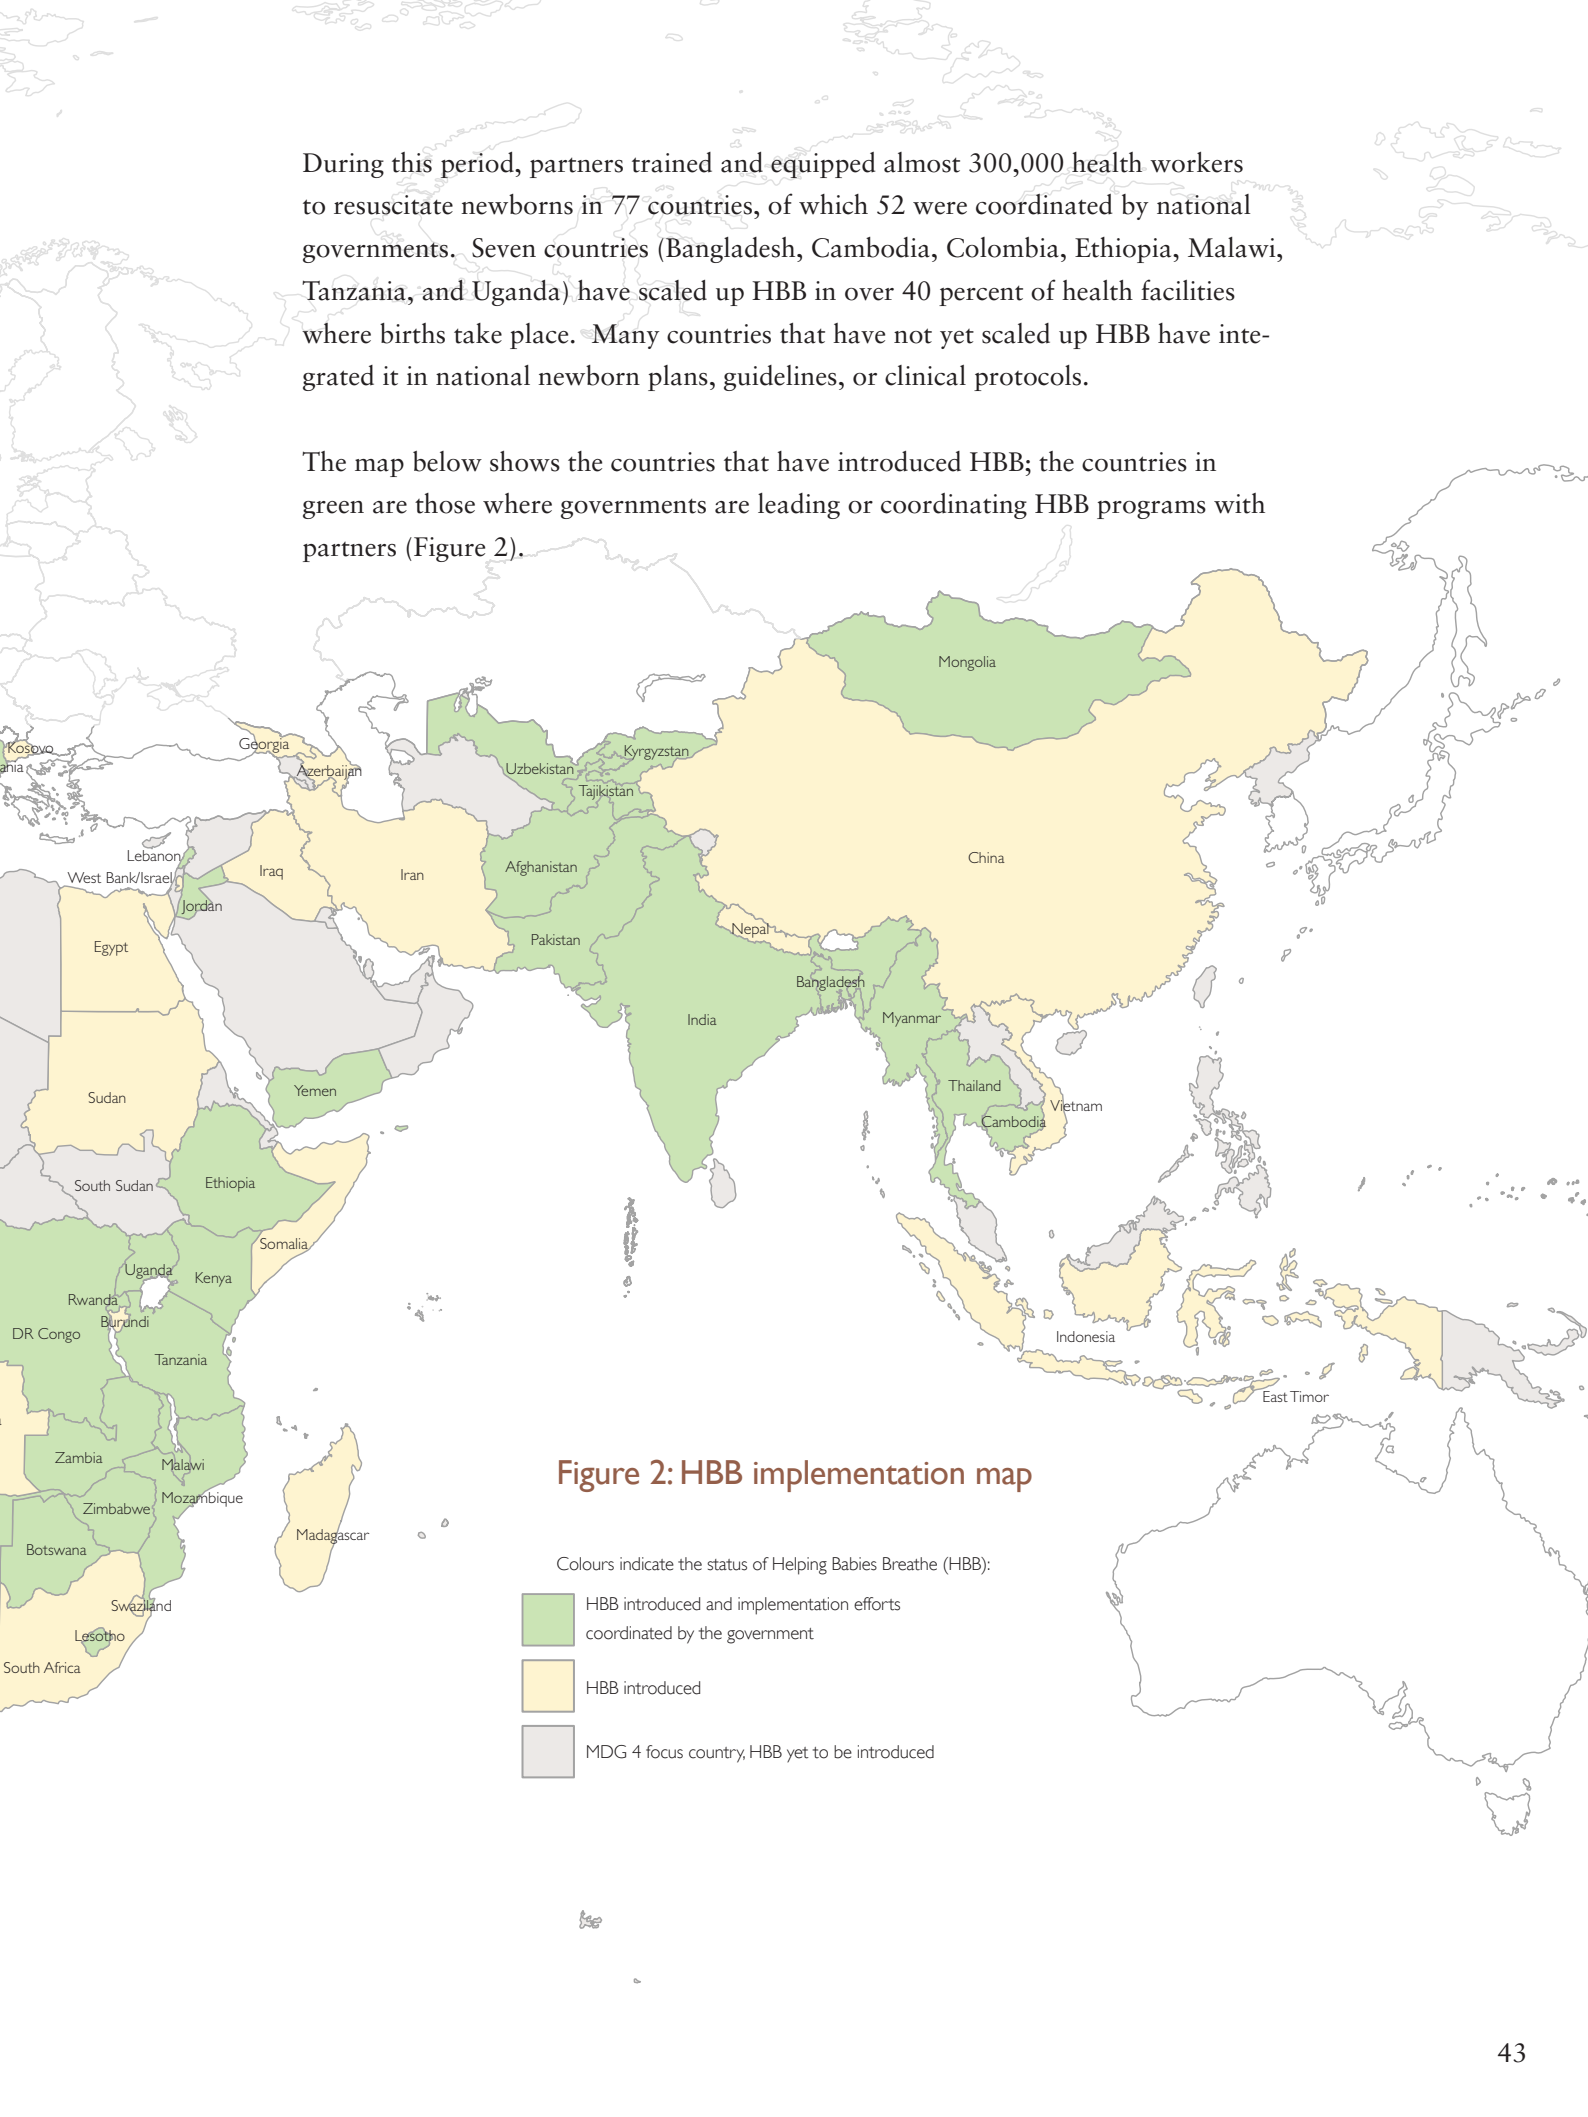 During this period, partners trained and equipped almost 300,000 health workers
to resuscitate newborns in 77 countries, of which 52 were coordinated by national
governments.  Seven countries (Bangladesh, Cambodia, Colombia, Ethiopia, Malawi,
Tanzania, and Uganda) have scaled up HBB in over 40 percent of health facilities
where births take place.  Many countries that have not yet scaled up HBB have inte-
grated it in national newborn plans, guidelines, or clinical protocols.
The map below shows the countries that have introduced HBB; the countries in
green are those where governments are leading or coordinating HBB programs with
partners (Figure 2).
Mongolia
Kosovo
ania
Georgia
Azerbaijan
Uzbekistan
Kyrgyzstan
Tajikistan
Lebanon
West Bank/Israel
Jordan
Iraq
Iran
Afghanistan
China
Egypt
Pakistan
Nepal
Bangladesh
India
Myanmar
Sudan
Yemen
Thailand
Vietnam
Cambodia
South Sudan
Ethiopia
Somalia
Uganda
Kenya
Rwanda
Burundi
DR Congo
Tanzania
Indonesia
East Timor
Zambia
Malawi
Mozambique
Zimbabwe
Botswana
Madagascar
Swaziland
Lesotho
South Africa
Figure 2: HBB implementation map
Colours indicate the status of Helping Babies Breathe (HBB):
HBB introduced and implementation efforts
coordinated by the government
HBB introduced
MDG 4 focus country, HBB yet to be introduced
43